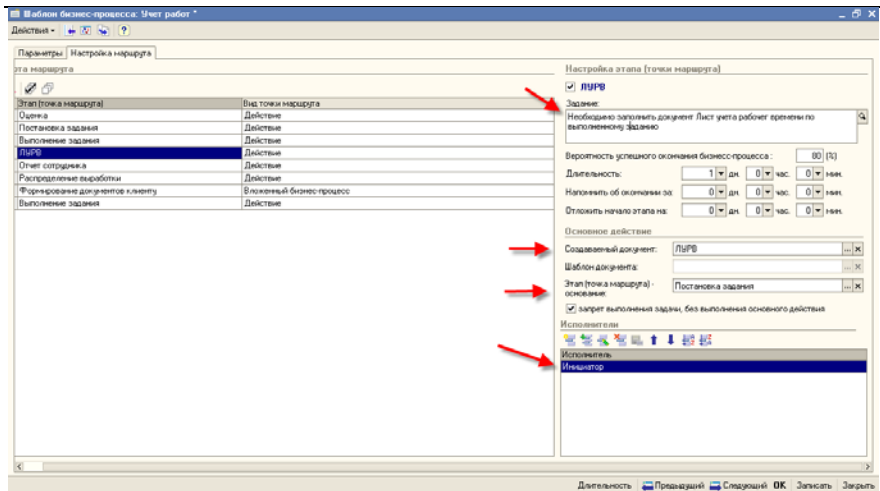 Шаблон бизнес-процесса: Учет работ *
Действия
Параметры Настройка маршрута
рта маршрута
Этап (точка маршрута) Вид точки маршрута
Оценка Действие
Постановка задания Действие
Выполнение задания Действие
ЛУРВ Действие
Отчет сотрудника Действие
Распределение выработки Действие
Формирование документов клиенту Вложенный бизнес-процесс
Выполнение задания Действие
Настройка этапа (точки маршрута)
ЛУРВ
Задание:
Необходимо заполнить документ Лист учета рабочег времени по
выполненному заданию
Вероятность успешного окончания бизнесс-процесса: 80 (%)
Длительность: 1 дн. 0 час. 0 мин.
Напомнить об окончании за: 0 дн. 0 час. 0 мин.
Отложить начало этапа на: 0 дн. 0 час. 0 мин.
Основное действие
Создаваемый документ: ЛУРВ ... x
Шаблон документа: ... x
Этап (точка маршрута) - основание: Постановка задания ... x
запрет выполнения задачи, без выполнения основного действия
Исполнители
Исполнитель
Инициатор
Длительность Предыдущий Следующий OK Записать Закрыть